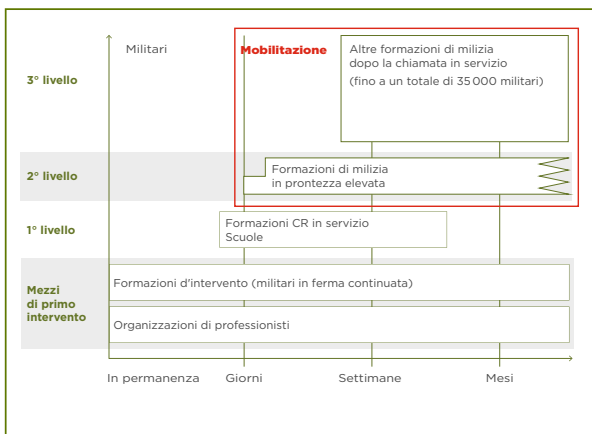 Militari
Mobilitazione
Altre formazioni di milizia
dopo la chiamata in servizio
(fino a un totale di 35 000 militari)
3° livello
2° livello
Formazioni di milizia
in prontezza elevata
1° livello
Formazioni CR in servizio
Scuole
Mezzi
di primo
intervento
Formazioni d'intervento (militari in ferma continuata)
Organizzazioni di professionisti
In permanenza
Giorni
Settimane
Mesi